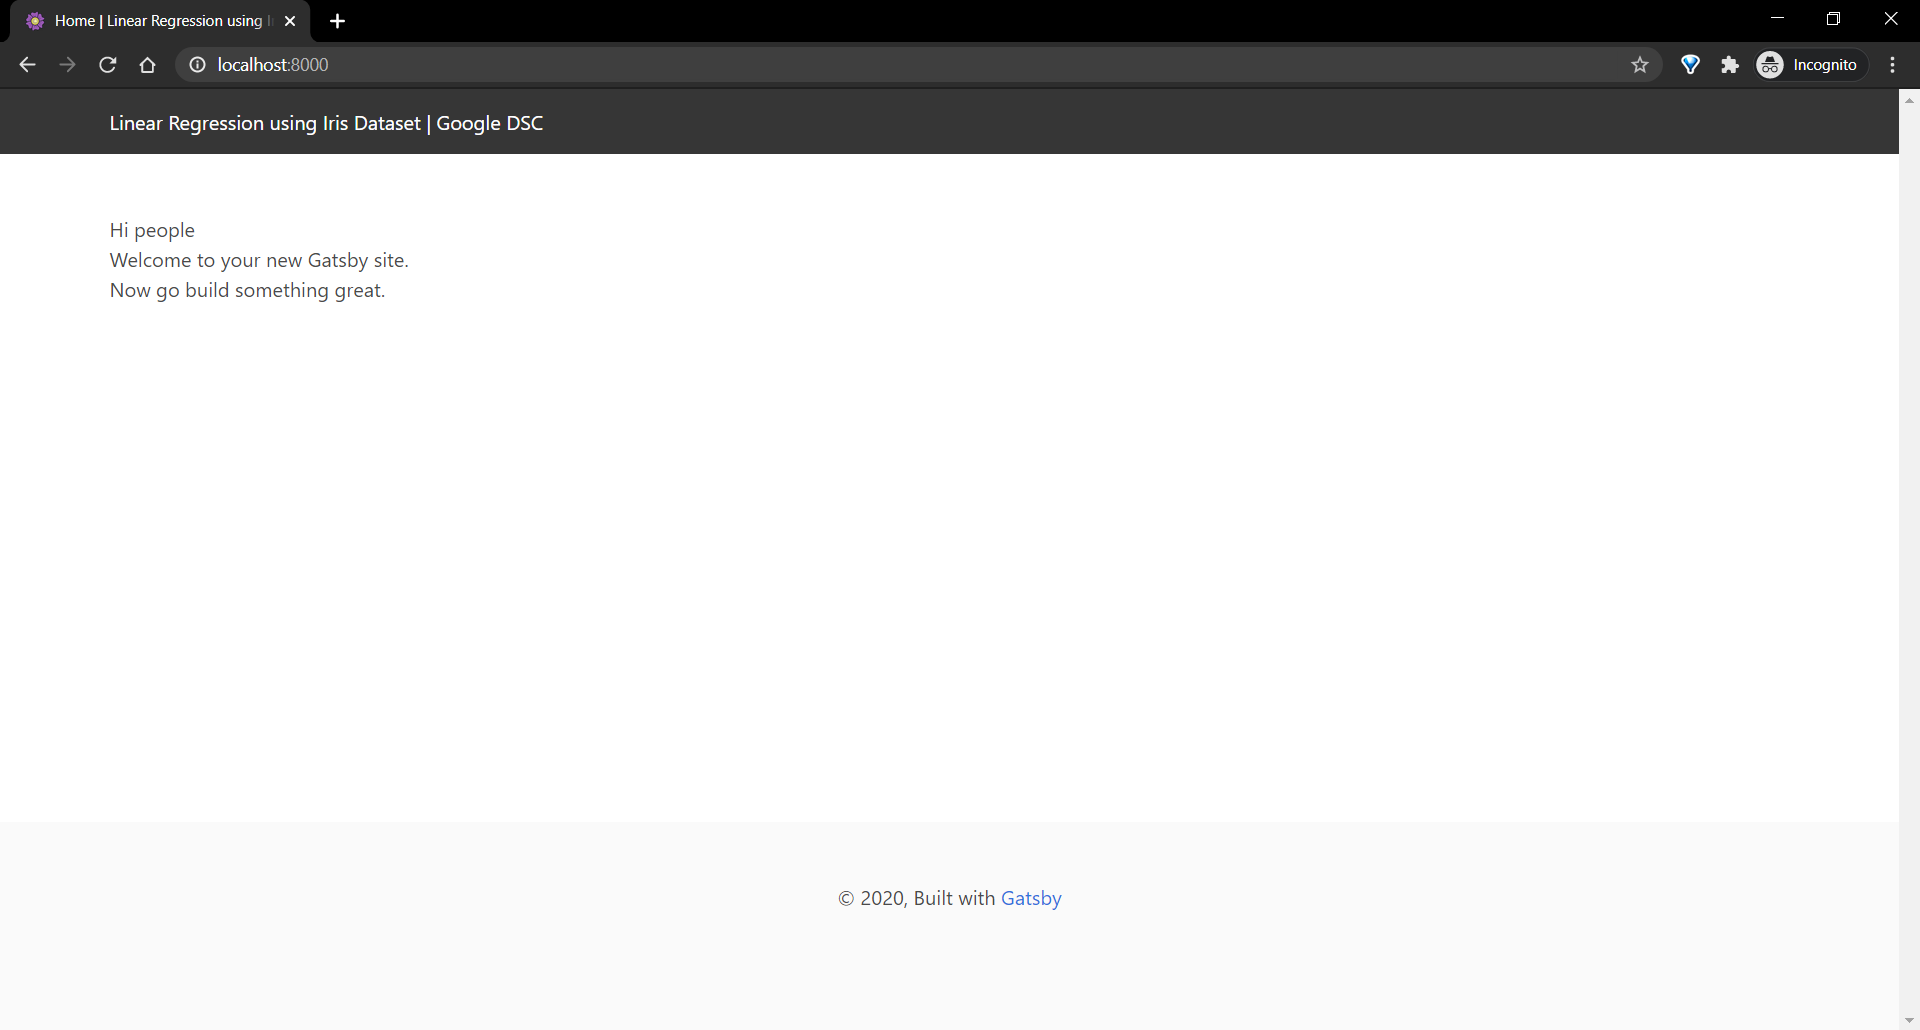 Home | Linear Regression using I
localhost:8000
Incognito
Linear Regression using Iris Dataset | Google DSC
Hi people
Welcome to your new Gatsby site.
Now go build something great.
© 2020, Built with Gatsby